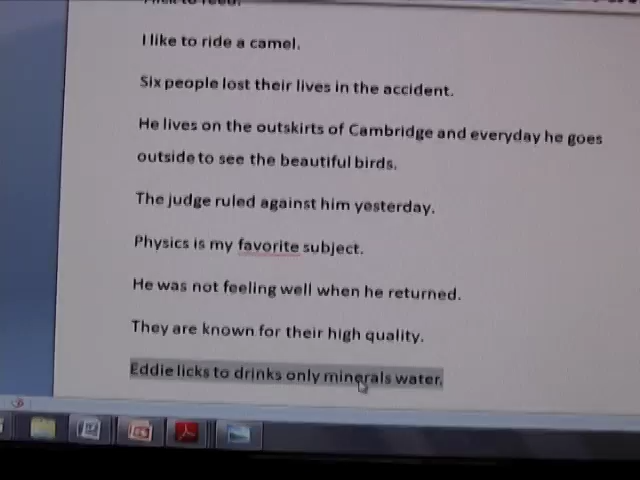 I like to ride a camel.
Six people lost their lives in the accident.
He lives on the outskirts of Cambridge and everyday he goes
outside to see the beautiful birds.
The judge ruled against him yesterday.
Physics is my favorite subject.
He was not feeling well when he returned.
They are known for their high quality.
Eddie licks to drinks only minerals water.